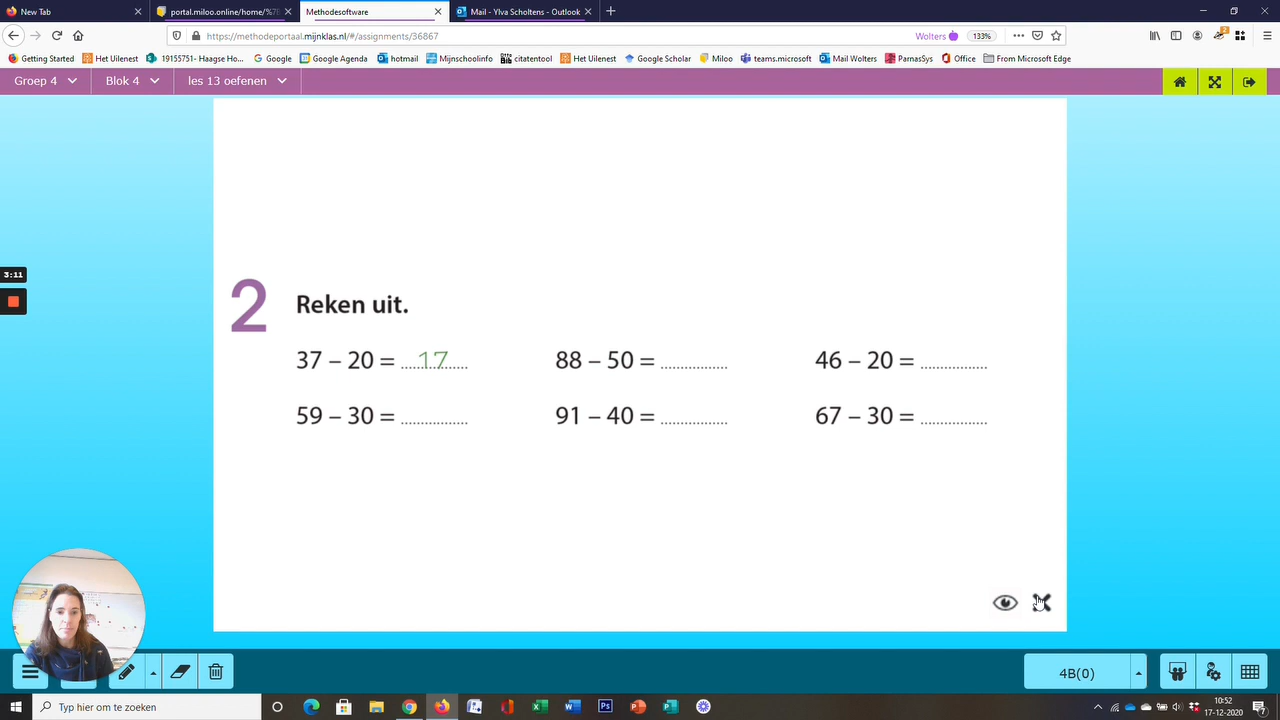 New Tab
portal.miloo.online/home/%7B
Methodesoftware
Mail - Ylva Scholtens - Outlook
https://methodeportaal.mijnklas.nl/#/assignments/36867
Wolters
133%
Getting Started
Het Uilenest
19155751- Haagse Ho...
Google
Google Agenda
hotmail
Mijnschoolinfo
citatentool
Het Uilenest
Google Scholar
Miloo
teams.microsoft
Mail Wolters
ParnasSys
Office
From Microsoft Edge
Groep 4
Blok 4
les 13 oefenen
3:11
2 Reken uit.
37 – 20 = 17
88 – 50 = ................
46 – 20 = ................
59 – 30 = ................
91 – 40 = ................
67 – 30 = ................
4B(0)
Typ hier om te zoeken
10:52
17-12-2020